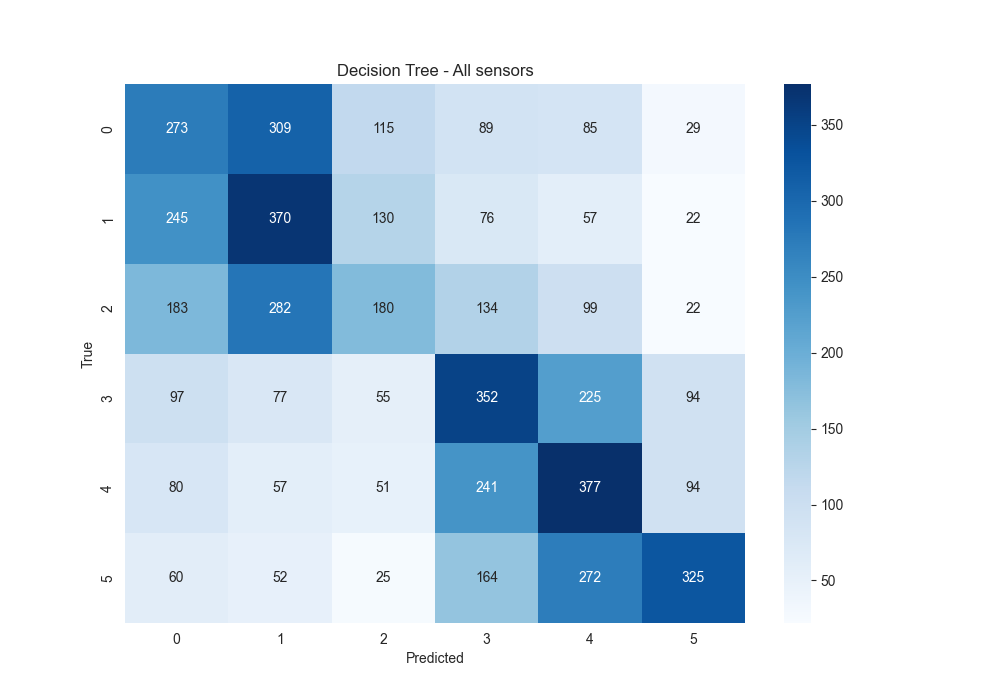 Decision Tree - All sensors
0 273 309 115 89 85 29
1 245 370 130 76 57 22
2 183 282 180 134 99 22
3 97 77 55 352 225 94
4 80 57 51 241 377 94
5 60 52 25 164 272 325
True
0 1 2 3 4 5
Predicted
350
300
250
200
150
100
50